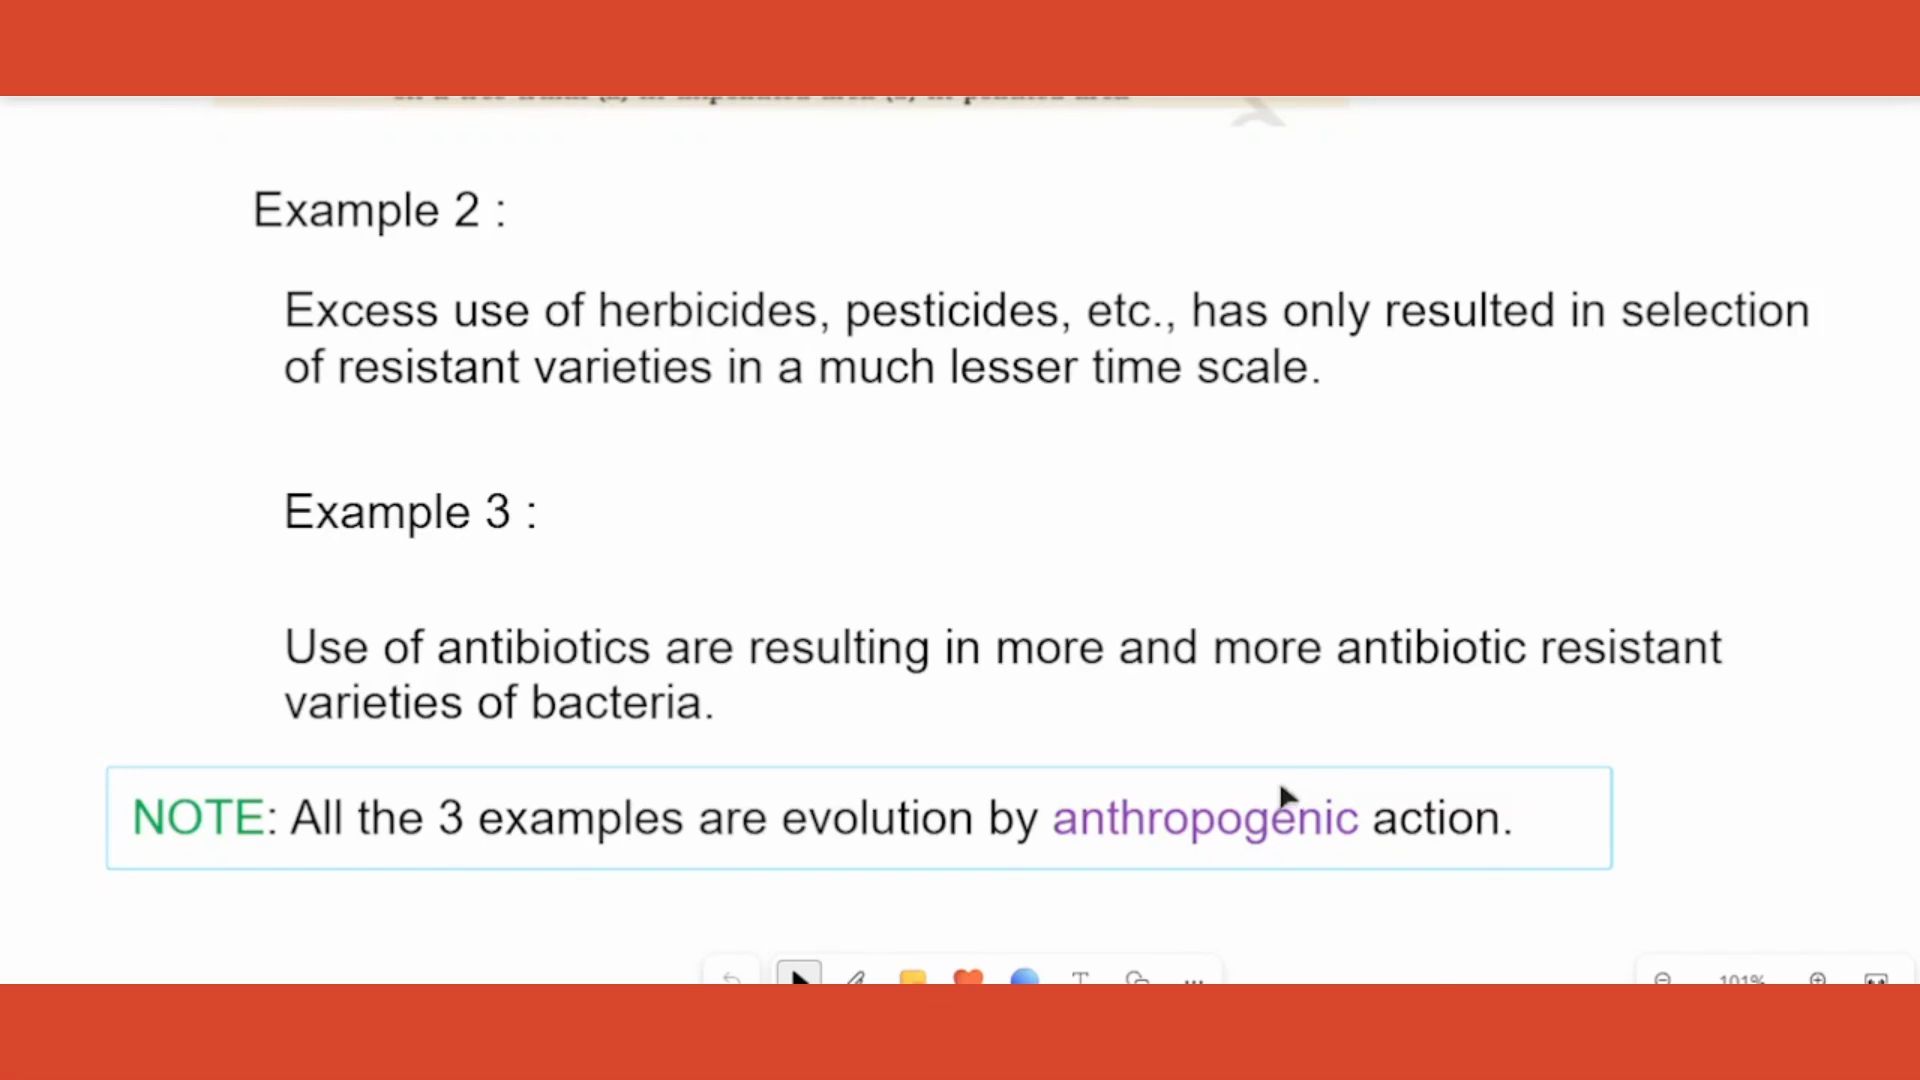 Example 2 :
Excess use of herbicides, pesticides, etc., has only resulted in selection
of resistant varieties in a much lesser time scale.
Example 3 :
Use of antibiotics are resulting in more and more antibiotic resistant
varieties of bacteria.
NOTE: All the 3 examples are evolution by anthropogenic action.
101%